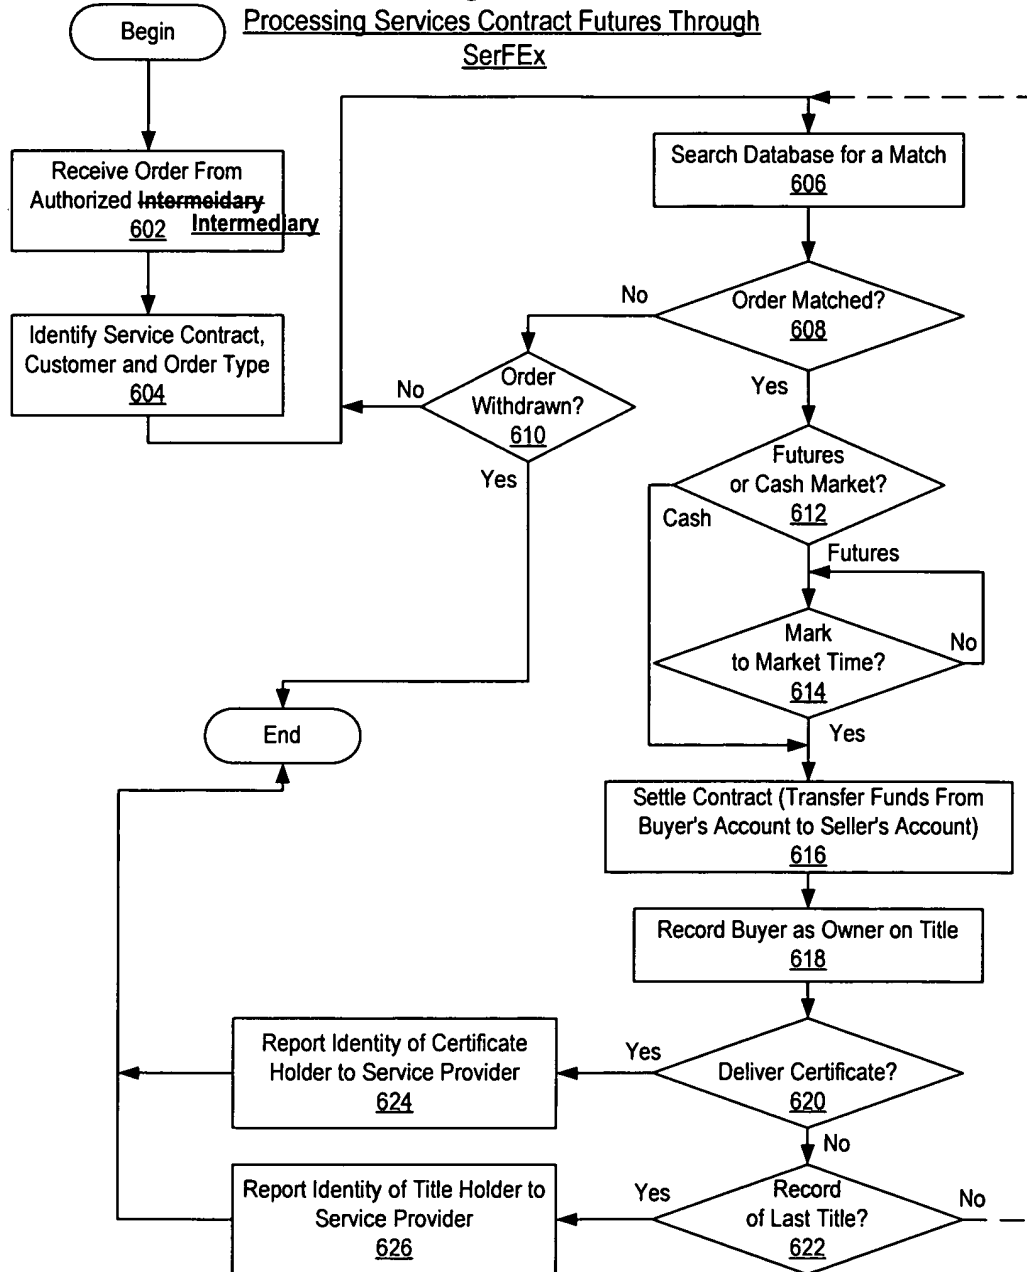 Processing Services Contract Futures Through
SerFEx
Begin
Receive Order From
Authorized Intermeidary
Intermediary
602
Identify Service Contract,
Customer and Order Type
604
Search Database for a Match
606
Order Matched?
608
No
Yes
Order
Withdrawn?
610
No
Yes
Futures
or Cash Market?
612
Cash
Futures
Mark
to Market Time?
614
No
Yes
End
Settle Contract (Transfer Funds From
Buyer's Account to Seller's Account)
616
Record Buyer as Owner on Title
618
Deliver Certificate?
620
Yes
No
Report Identity of Certificate
Holder to Service Provider
624
Record
of Last Title?
622
Yes
No
Report Identity of Title Holder to
Service Provider
626